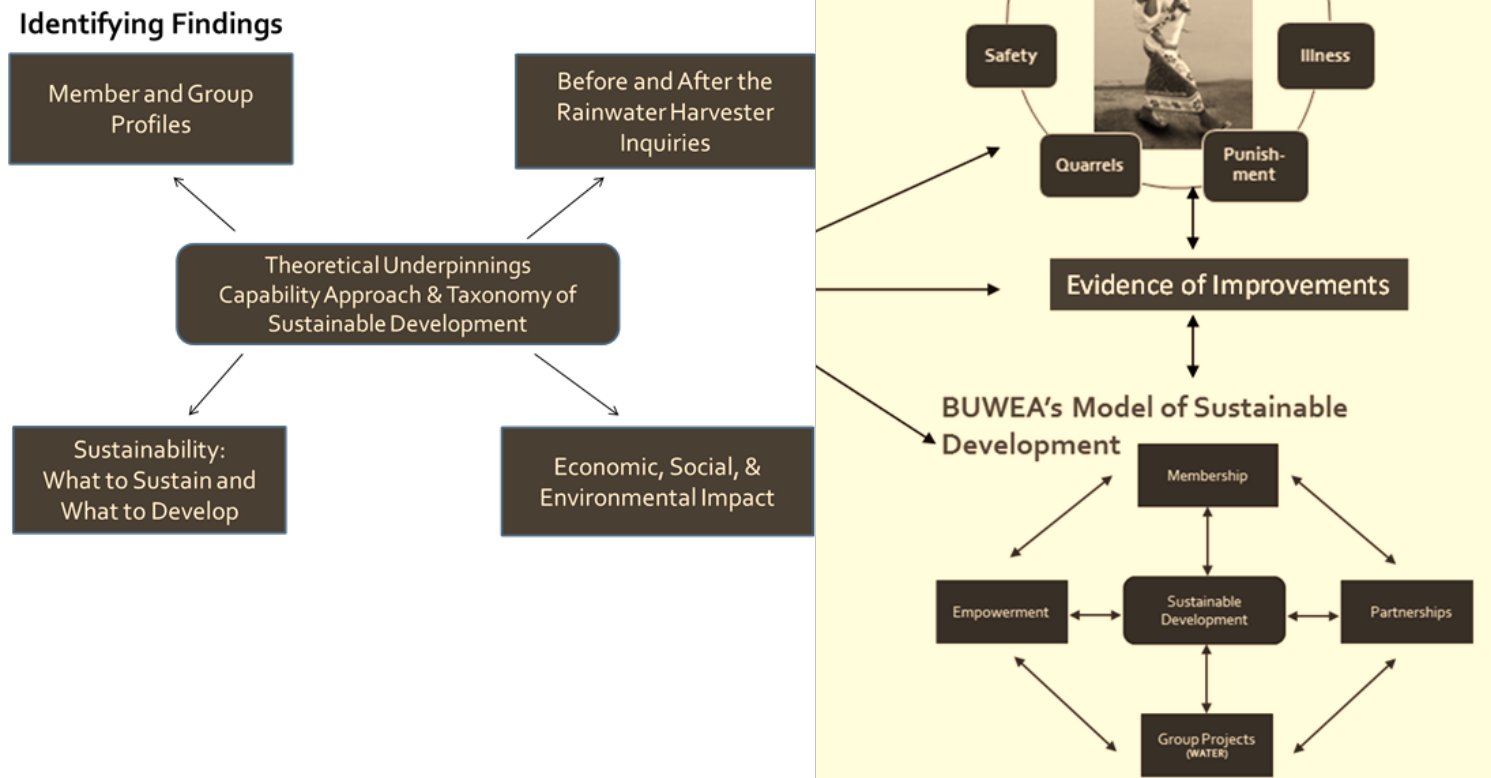 Identifying Findings
Member and Group
Profiles
Before and After the
Rainwater Harvester
Inquiries
Theoretical Underpinnings
Capability Approach & Taxonomy of
Sustainable Development
Sustainability:
What to Sustain and
What to Develop
Economic, Social, &
Environmental Impact
Safety
Illness
Quarrels
Punish-
ment
Evidence of Improvements
BUWEA's Model of Sustainable
Development
Membership
Empowerment
Sustainable
Development
Partnerships
Group Projects
(WATER)